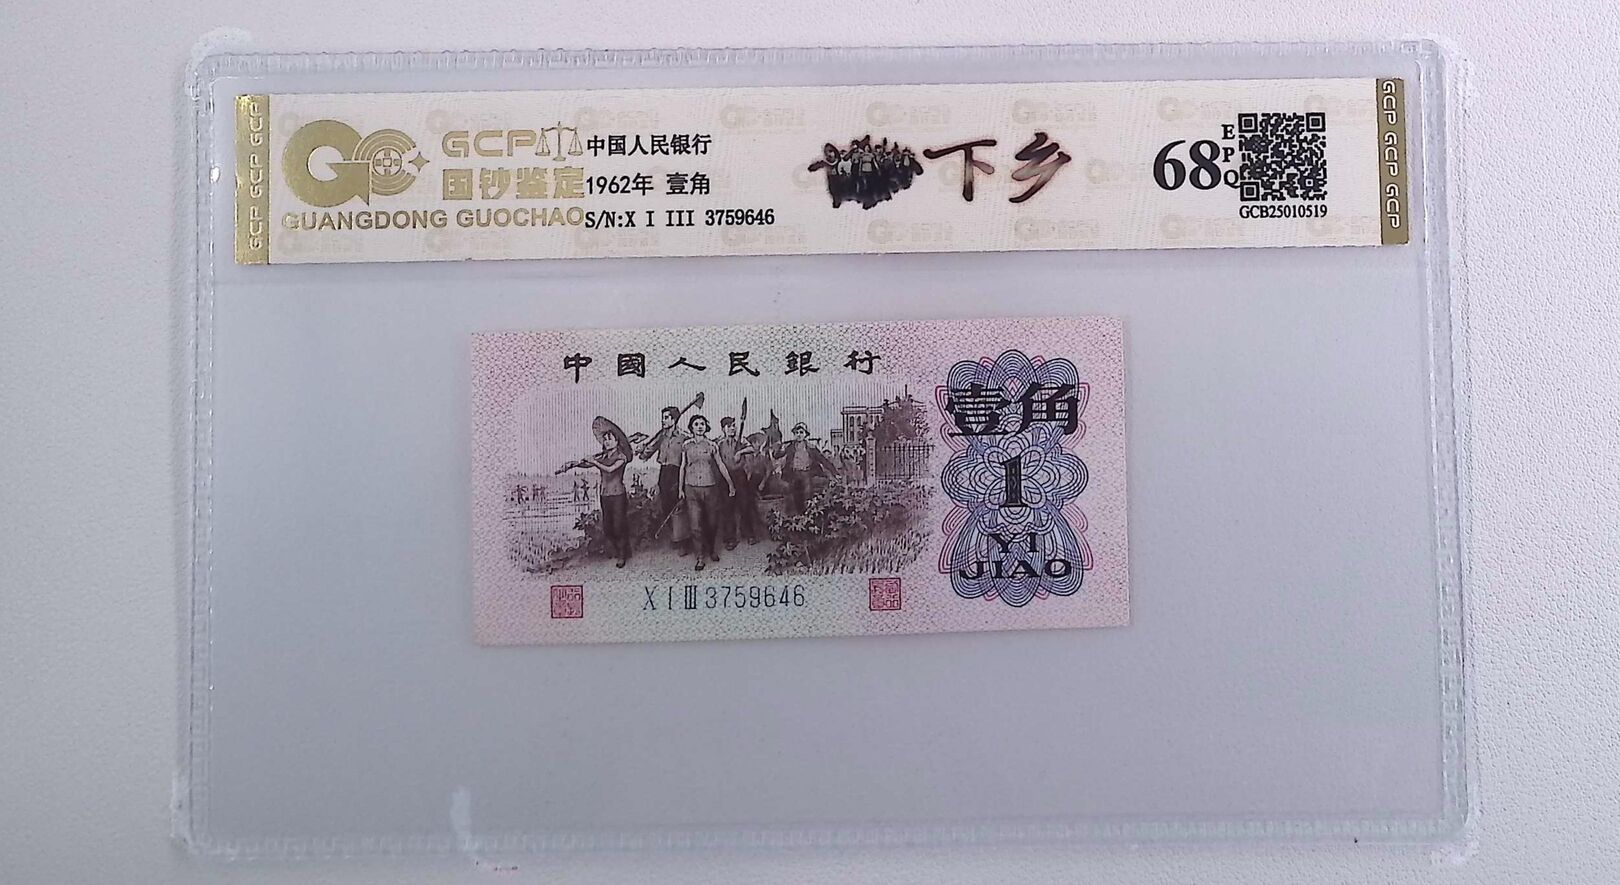 GCP GCP GCP
GCP
国钞鉴定
GUANGDONG GUOCHAO
中国人民银行
1962年 壹角
S/N:X I III 3759646
下乡
68
EPQ
GCB25010519
GCP GCP GCP
中國人民銀行
壹角
1
YI
JIAO
X I III 3759646